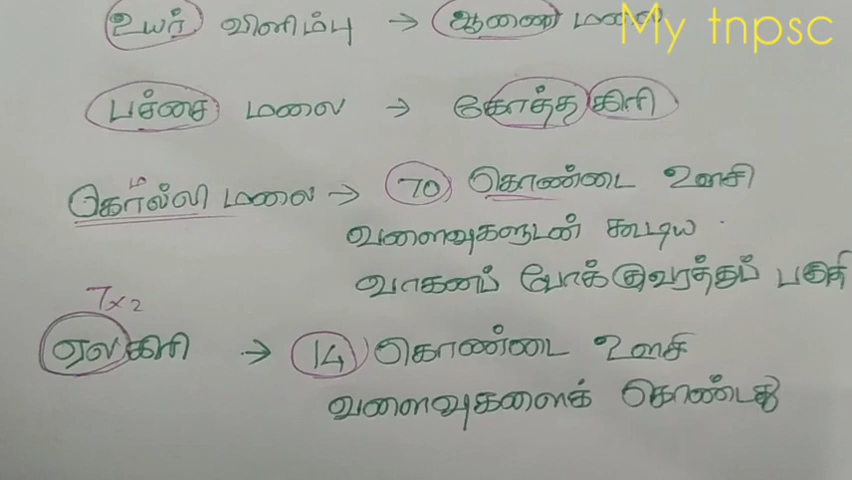 உயர் விளிம்பு → ஆனை மலை
My tnpsc
பச்சை மலை → கோத்த கிரி
கொல்லி மலை → 70 கொண்டை ஊசி
வளைவுகளுடன் கூடிய
வாகனப் போக்குவரத்துப் பகுதி
7x2
ஏலகிரி → 14 கொண்டை ஊசி
வளைவுகளைக் கொண்டது